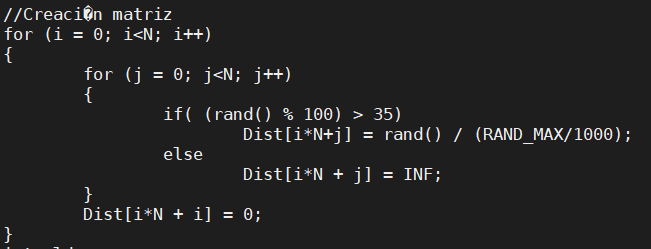 //Creaci�n matriz
for (i = 0; i<N; i++)
{
        for (j = 0; j<N; j++)
        {
                if( (rand() % 100) > 35)
                        Dist[i*N+j] = rand() / (RAND_MAX/1000);
                else
                        Dist[i*N + j] = INF;
        }
        Dist[i*N + i] = 0;
}